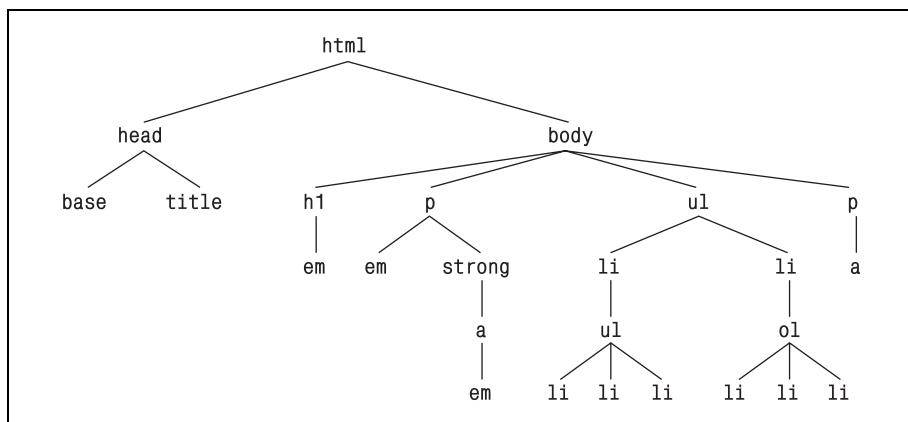 html
head body
base title h1 p ul p
em em strong li li a
a ul ol
em li li li li li li